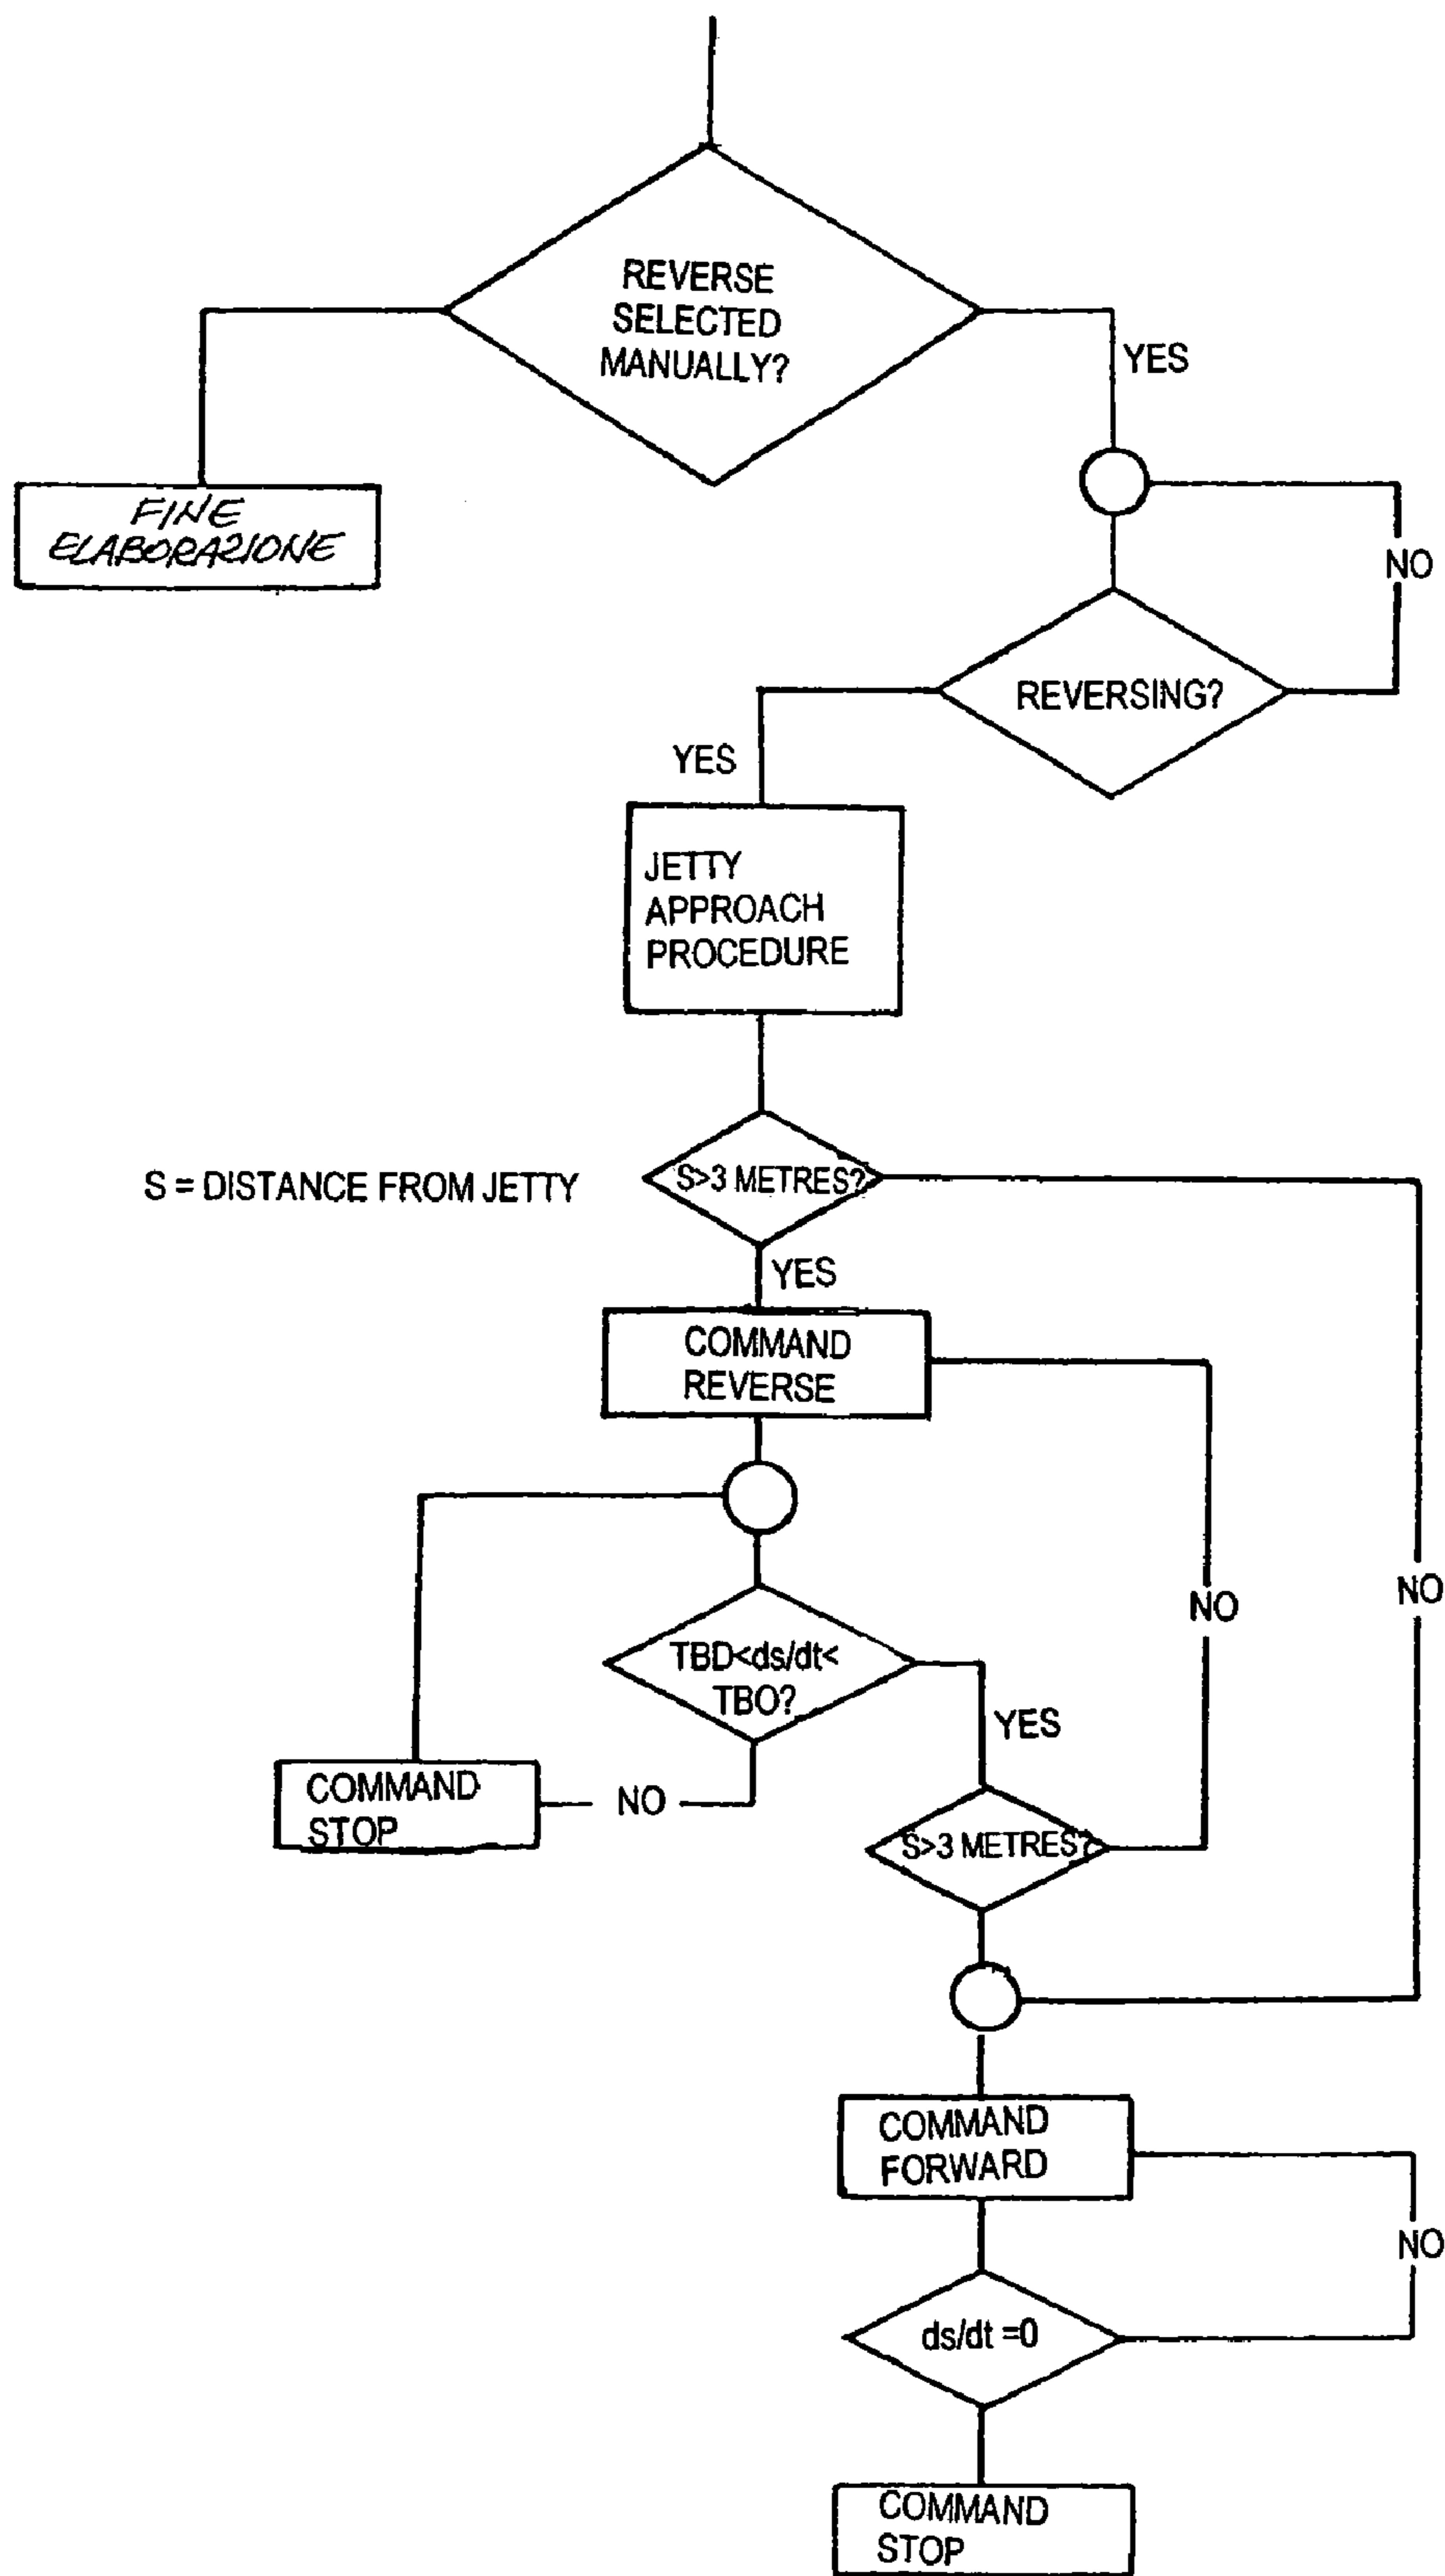 REVERSE
SELECTED
MANUALLY?
YES
FINE
ELABORAZIONE
NO
REVERSING?
YES
JETTY
APPROACH
PROCEDURE
S = DISTANCE FROM JETTY
S>3 METRES?
YES
COMMAND
REVERSE
NO
NO
TBD<ds/dt<
TBO?
YES
COMMAND
STOP
NO
S>3 METRES?
COMMAND
FORWARD
NO
ds/dt =0
COMMAND
STOP